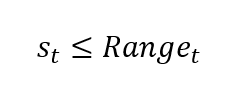 s_t ≤ Range_t